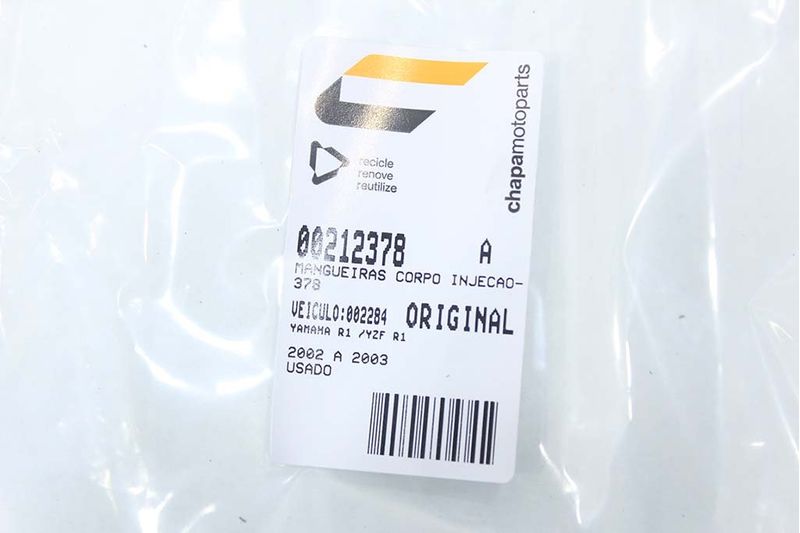 chapamotoparts
recicle
renove
reutilize
00212378 A
MANGUEIRAS CORPO INJECAO-
378
VEICULO:002284 ORIGINAL
YAMAHA R1 /YZF R1
2002 A 2003
USADO